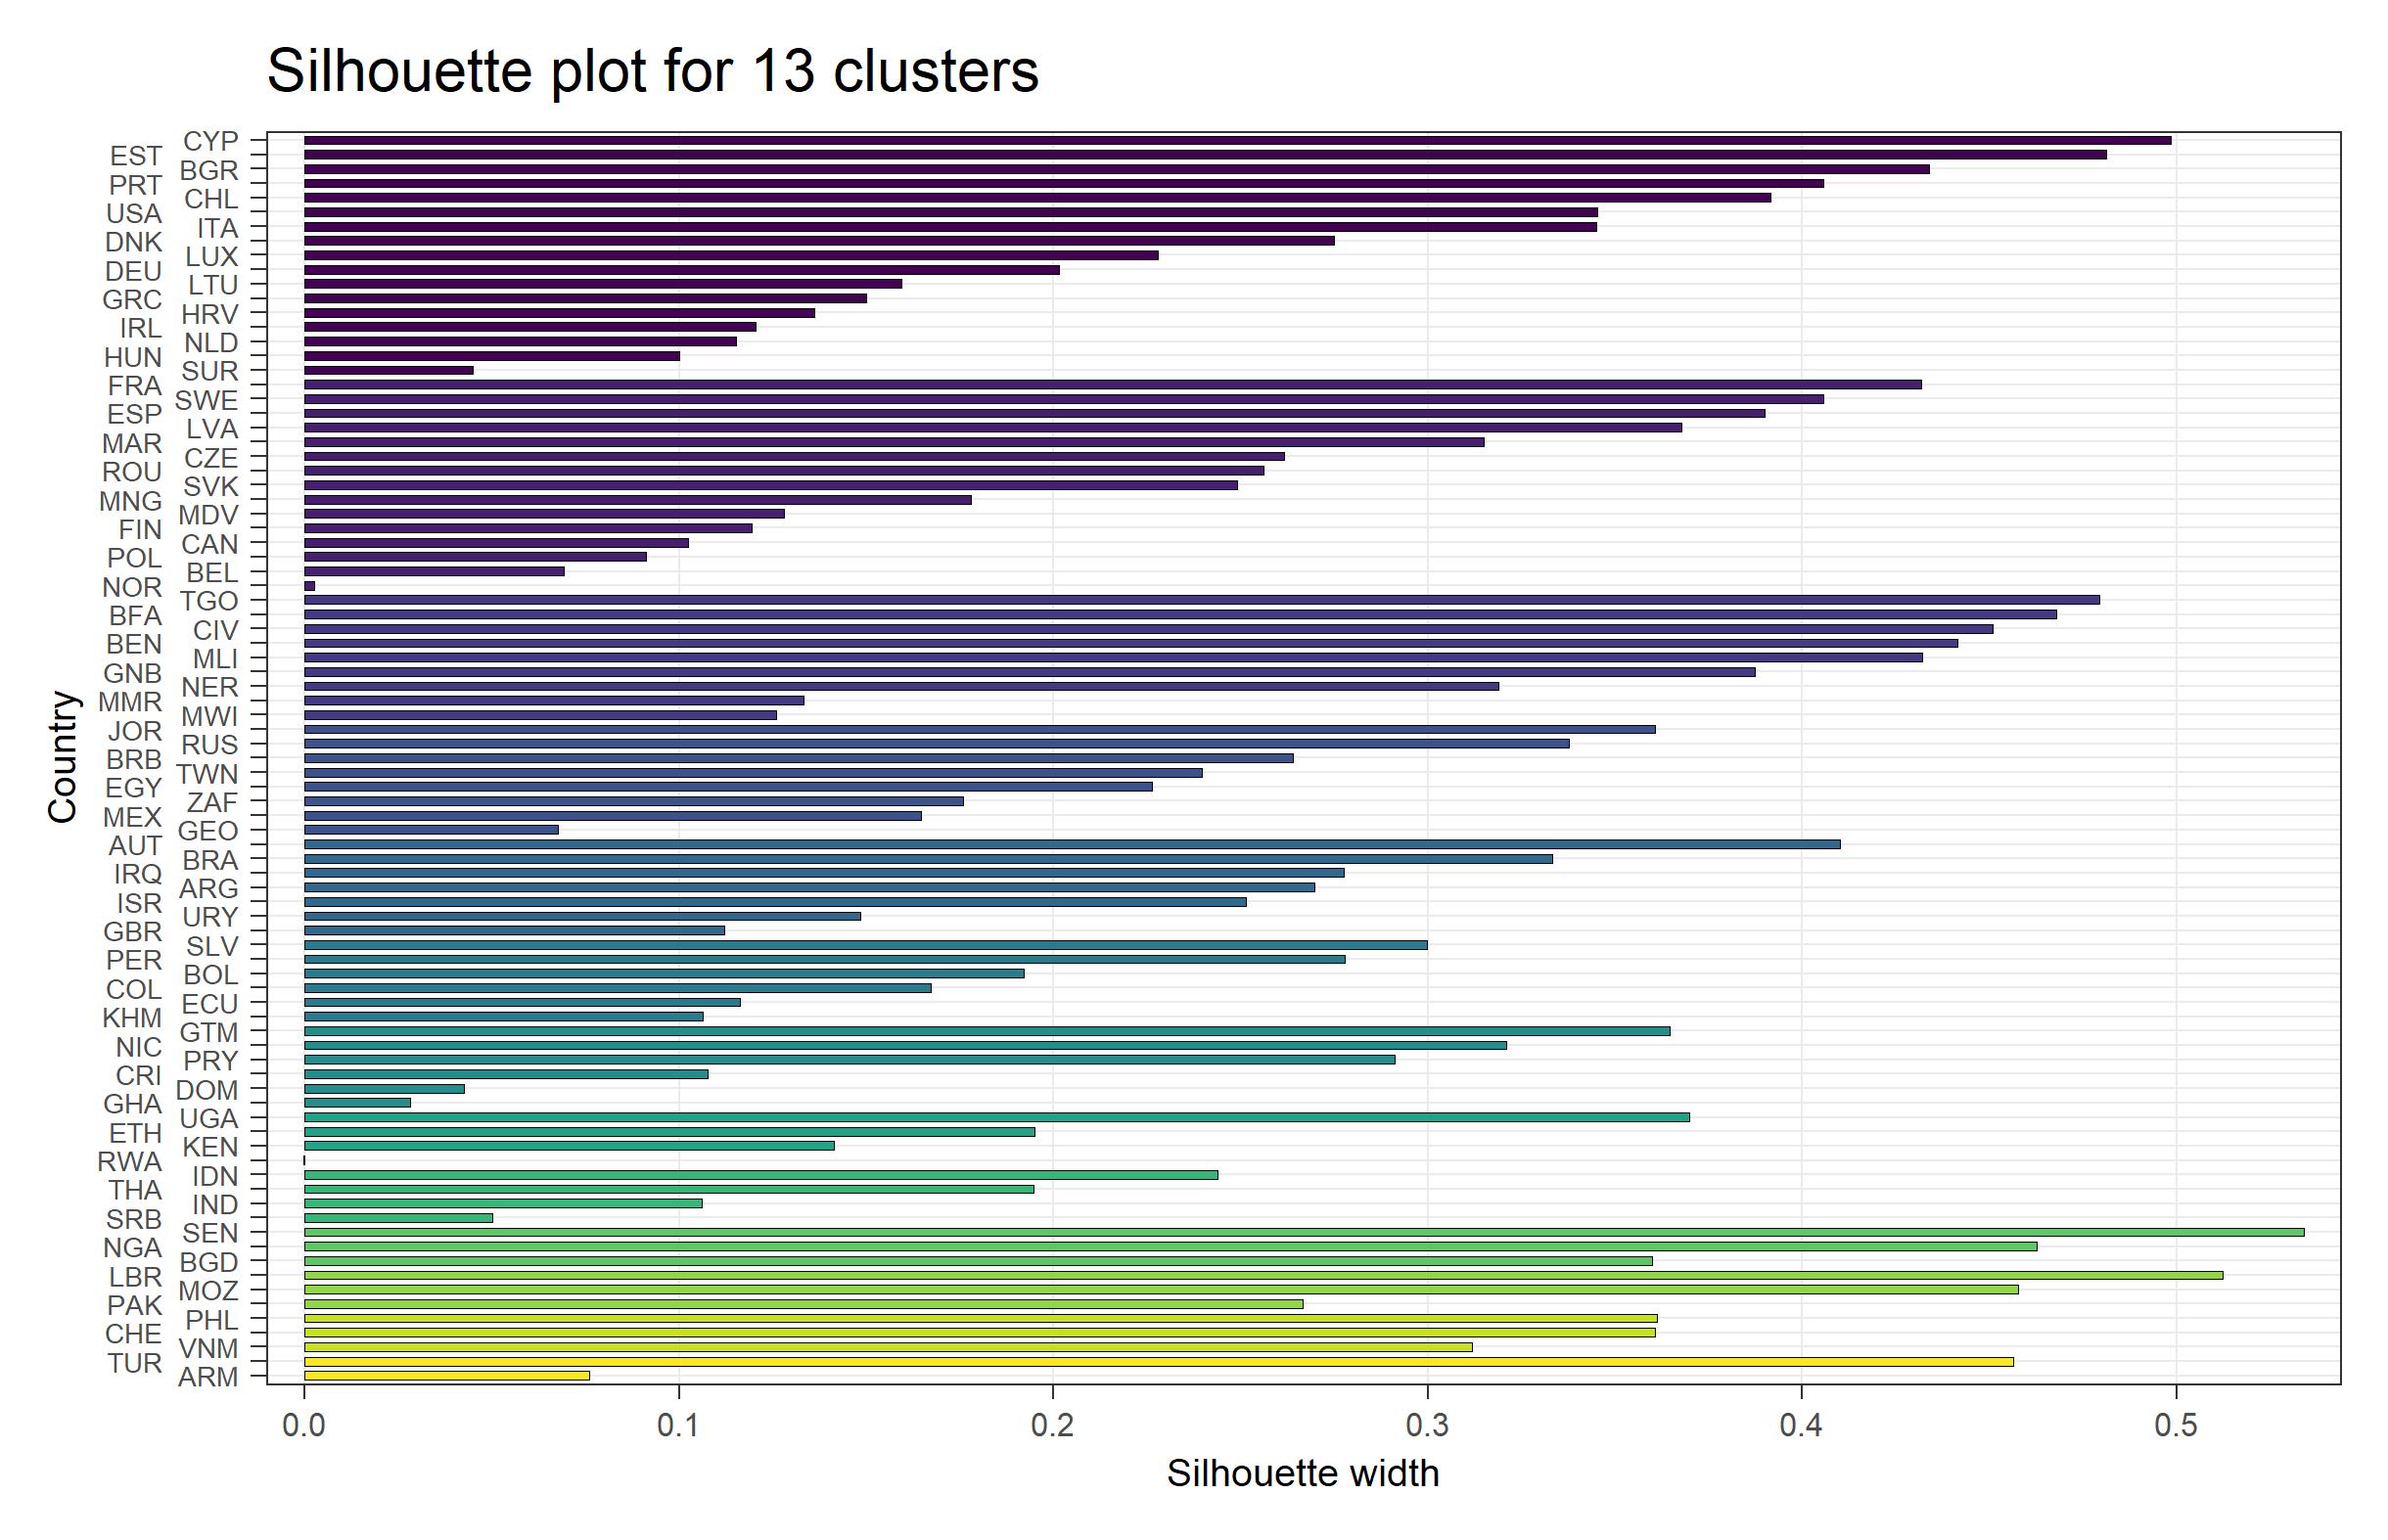 Silhouette plot for 13 clusters
Country
CYP
EST
BGR
PRT
CHL
USA
ITA
DNK
LUX
DEU
LTU
GRC
HRV
IRL
NLD
HUN
SUR
FRA
SWE
ESP
LVA
MAR
CZE
ROU
SVK
MNG
MDV
FIN
CAN
POL
BEL
NOR
TGO
BFA
CIV
BEN
MLI
GNB
NER
MMR
MWI
JOR
RUS
BRB
TWN
EGY
ZAF
MEX
GEO
AUT
BRA
IRQ
ARG
ISR
URY
GBR
SLV
PER
BOL
COL
ECU
KHM
GTM
NIC
PRY
CRI
DOM
GHA
UGA
ETH
KEN
RWA
IDN
THA
IND
SRB
SEN
NGA
BGD
LBR
MOZ
PAK
PHL
CHE
VNM
TUR
ARM
0.0 0.1 0.2 0.3 0.4 0.5
Silhouette width